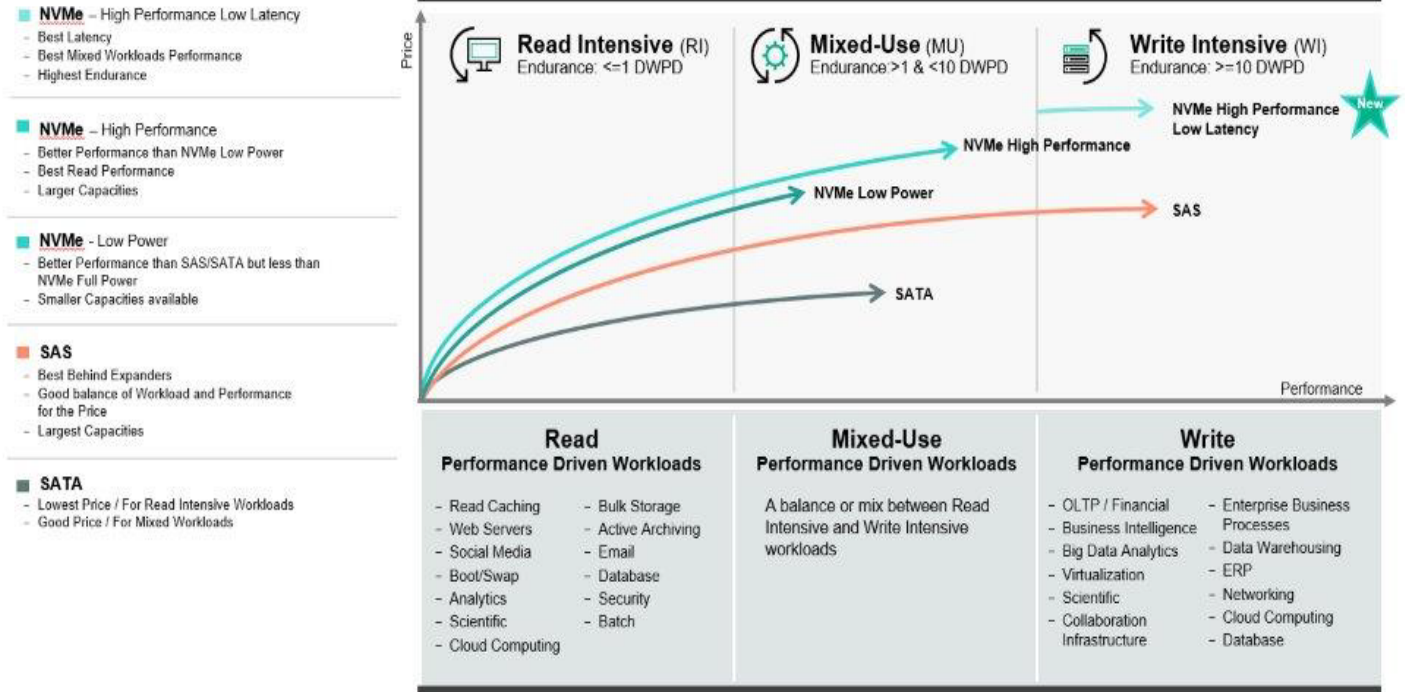 NVMe – High Performance Low Latency
- Best Latency
- Best Mixed Workloads Performance
- Highest Endurance
NVMe – High Performance
- Better Performance than NVMe Low Power
- Best Read Performance
- Larger Capacities
NVMe - Low Power
- Better Performance than SAS/SATA but less than
NVMe Full Power
- Smaller Capacities available
SAS
- Best Behind Expanders
- Good balance of Workload and Performance
for the Price
- Largest Capacities
SATA
- Lowest Price / For Read Intensive Workloads
- Good Price / For Mixed Workloads
Price
Read Intensive (RI)
Endurance: <=1 DWPD
Mixed-Use (MU)
Endurance:>1 & <10 DWPD
Write Intensive (WI)
Endurance: >=10 DWPD
New
NVMe High Performance
Low Latency
NVMe High Performance
NVMe Low Power
SAS
SATA
Performance
Read
Performance Driven Workloads
- Read Caching
- Web Servers
- Social Media
- Boot/Swap
- Analytics
- Scientific
- Cloud Computing
- Bulk Storage
- Active Archiving
- Email
- Database
- Security
- Batch
Mixed-Use
Performance Driven Workloads
A balance or mix between Read
Intensive and Write Intensive
workloads
Write
Performance Driven Workloads
- OLTP / Financial
- Business Intelligence
- Big Data Analytics
- Virtualization
- Scientific
- Collaboration
Infrastructure
- Enterprise Business
Processes
- Data Warehousing
- ERP
- Networking
- Cloud Computing
- Database